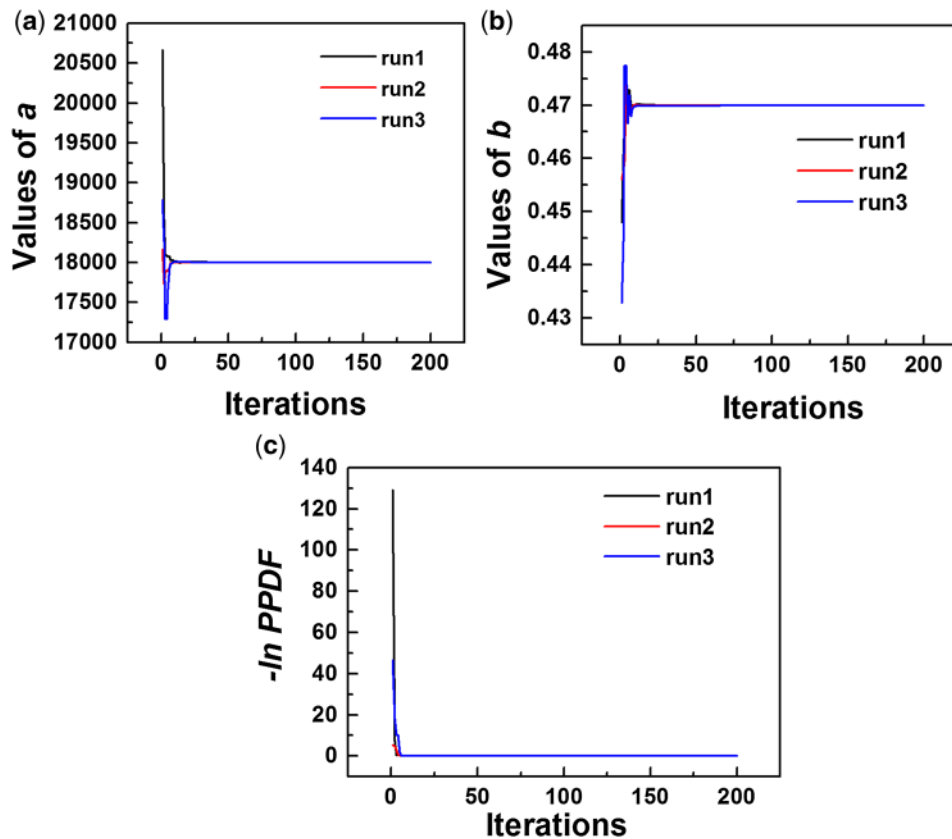 (a)
21000
20500
20000
19500
19000
18500
18000
17500
17000
Values of a
run1
run2
run3
0
50
100
150
200
Iterations
(b)
0.48
0.47
0.46
0.45
0.44
0.43
Values of b
run1
run2
run3
0
50
100
150
200
Iterations
(c)
140
120
100
80
60
40
20
0
-ln PPDF
run1
run2
run3
0
50
100
150
200
Iterations